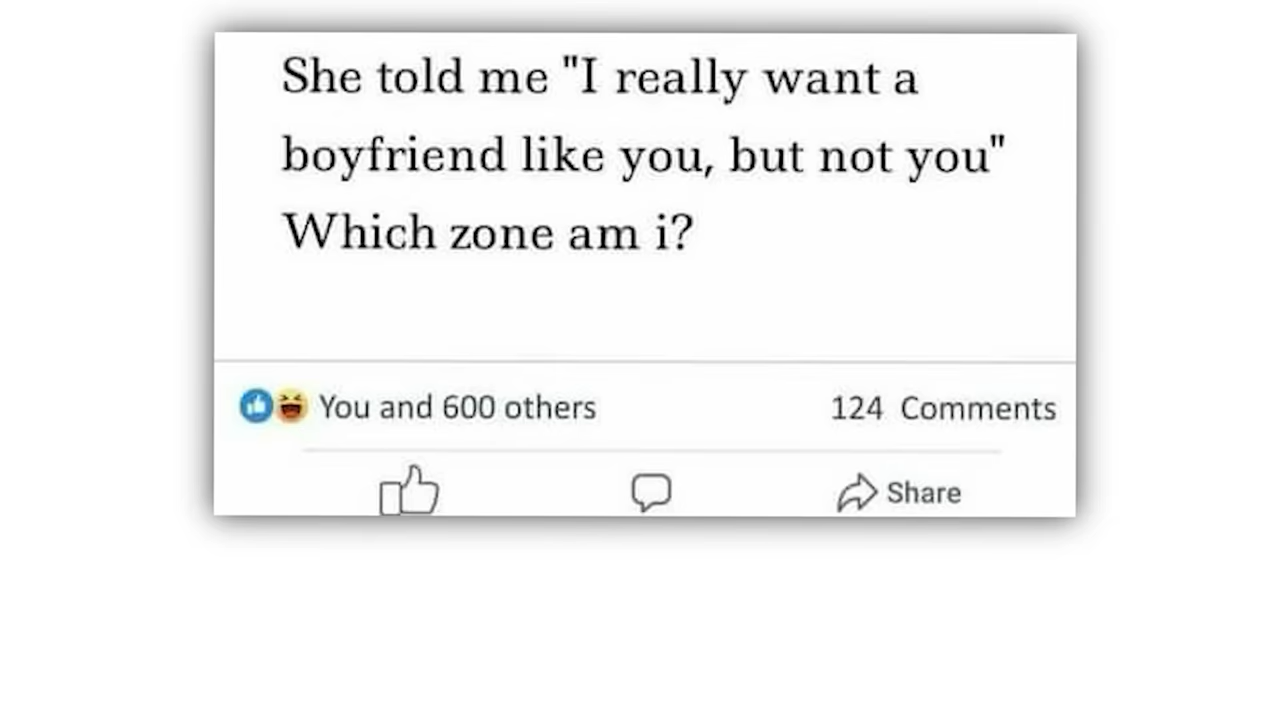 She told me "I really want a
boyfriend like you, but not you"
Which zone am i?
You and 600 others
124 Comments
Share